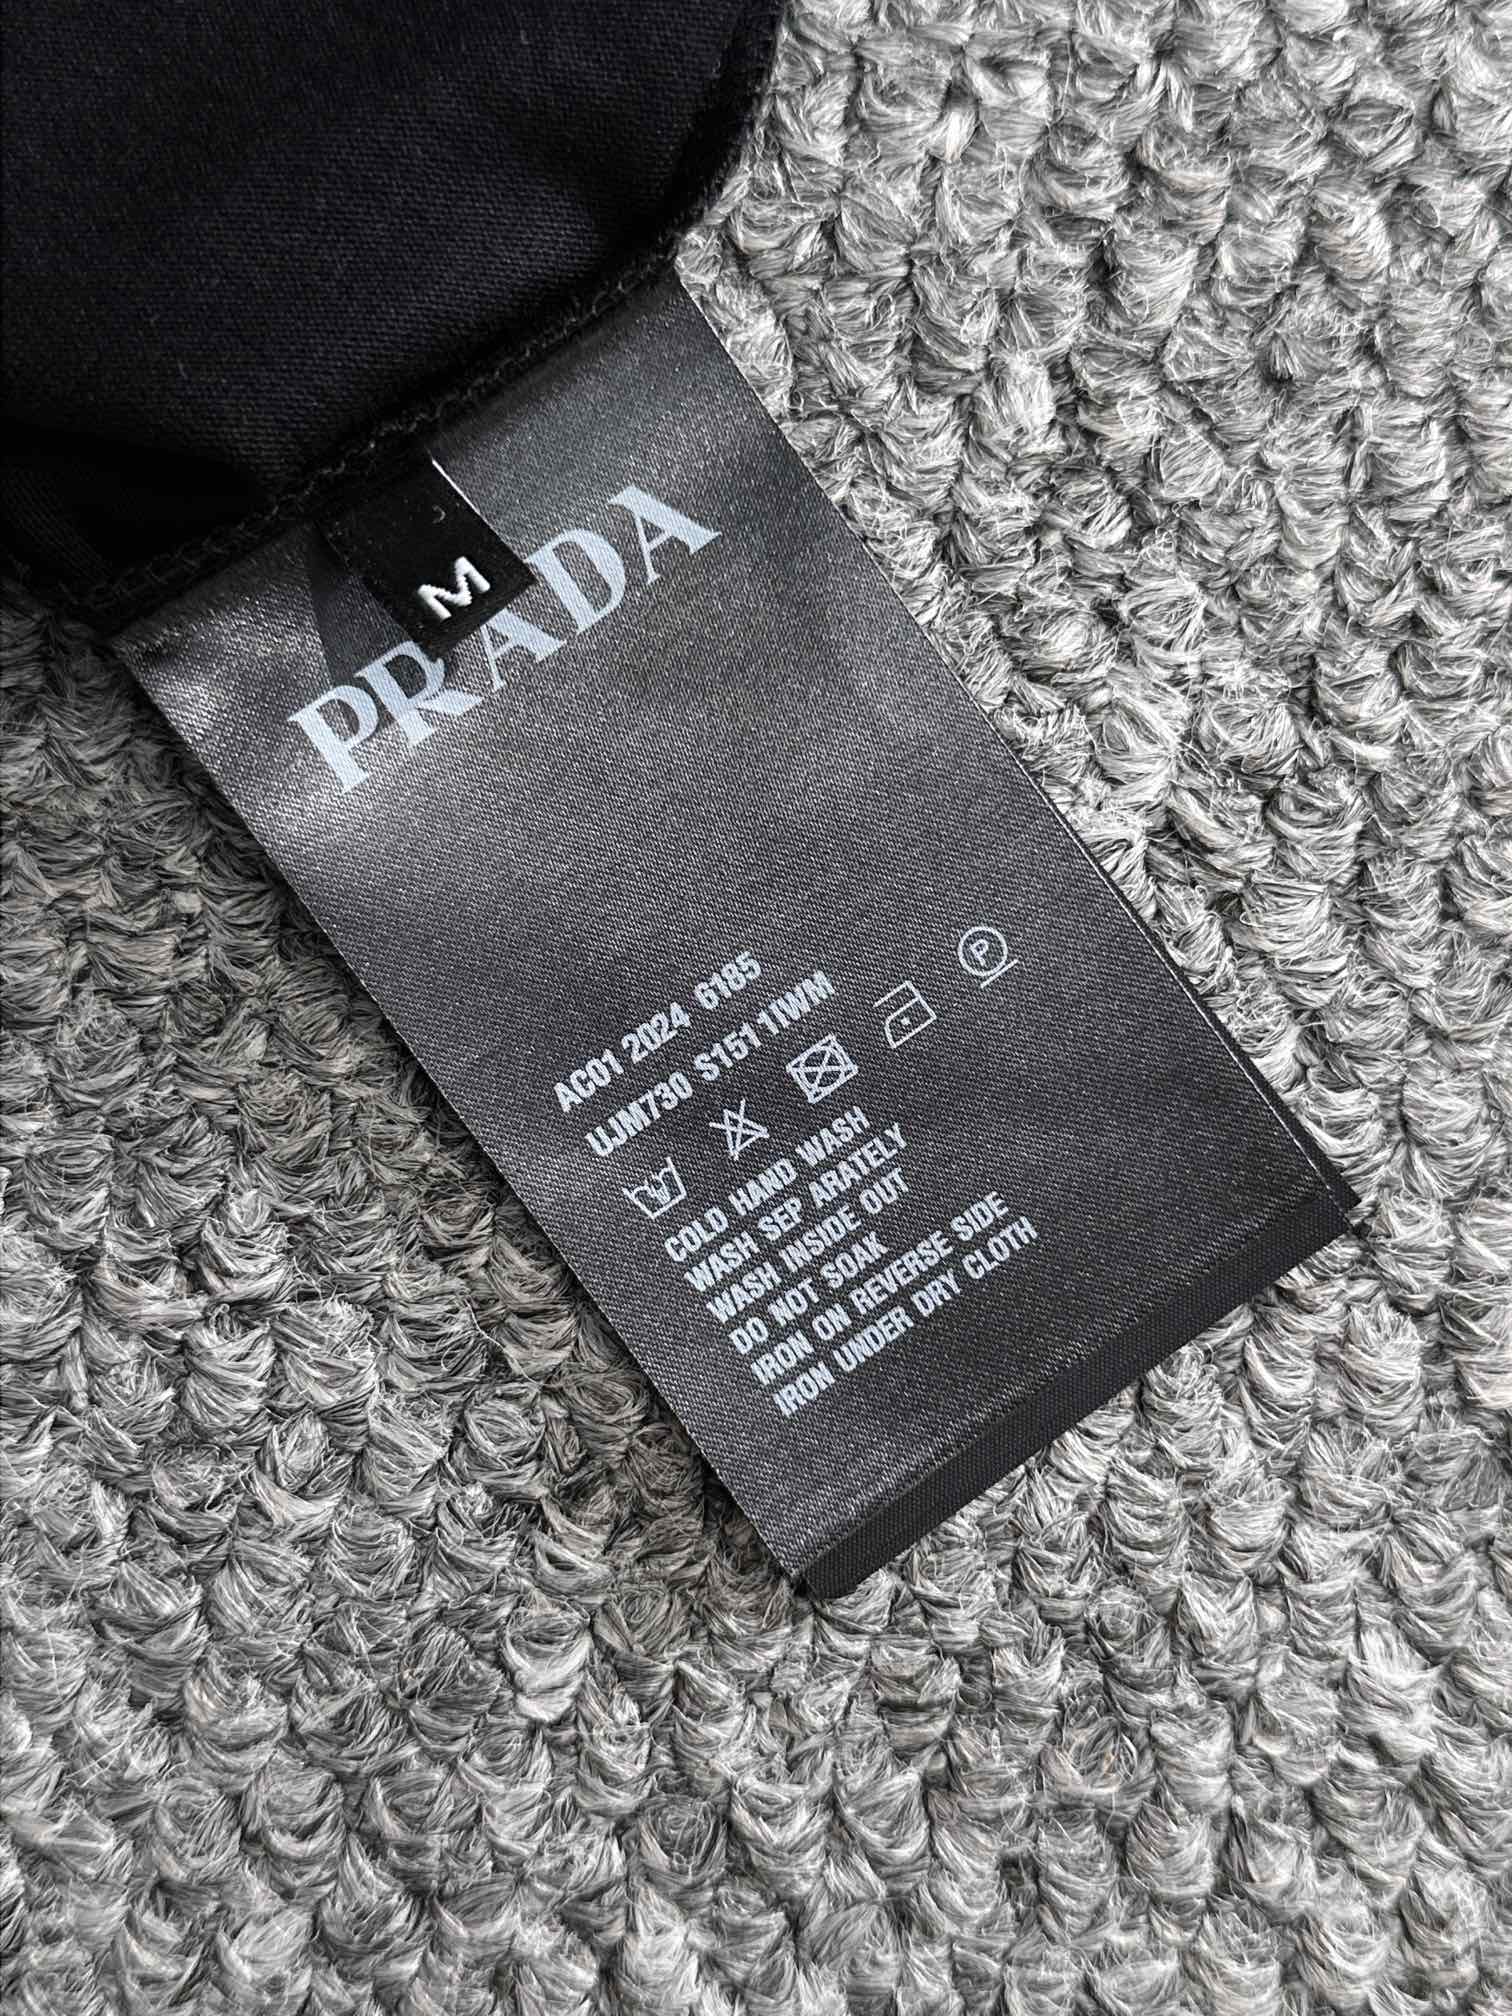 M
PRADA
AC01 2024 6185
UJM730 S151 1IWM
P
COLD HAND WASH
WASH SEP ARATELY
WASH INSIDE OUT
DO NOT SOAK
IRON ON REVERSE SIDE
IRON UNDER DRY CLOTH